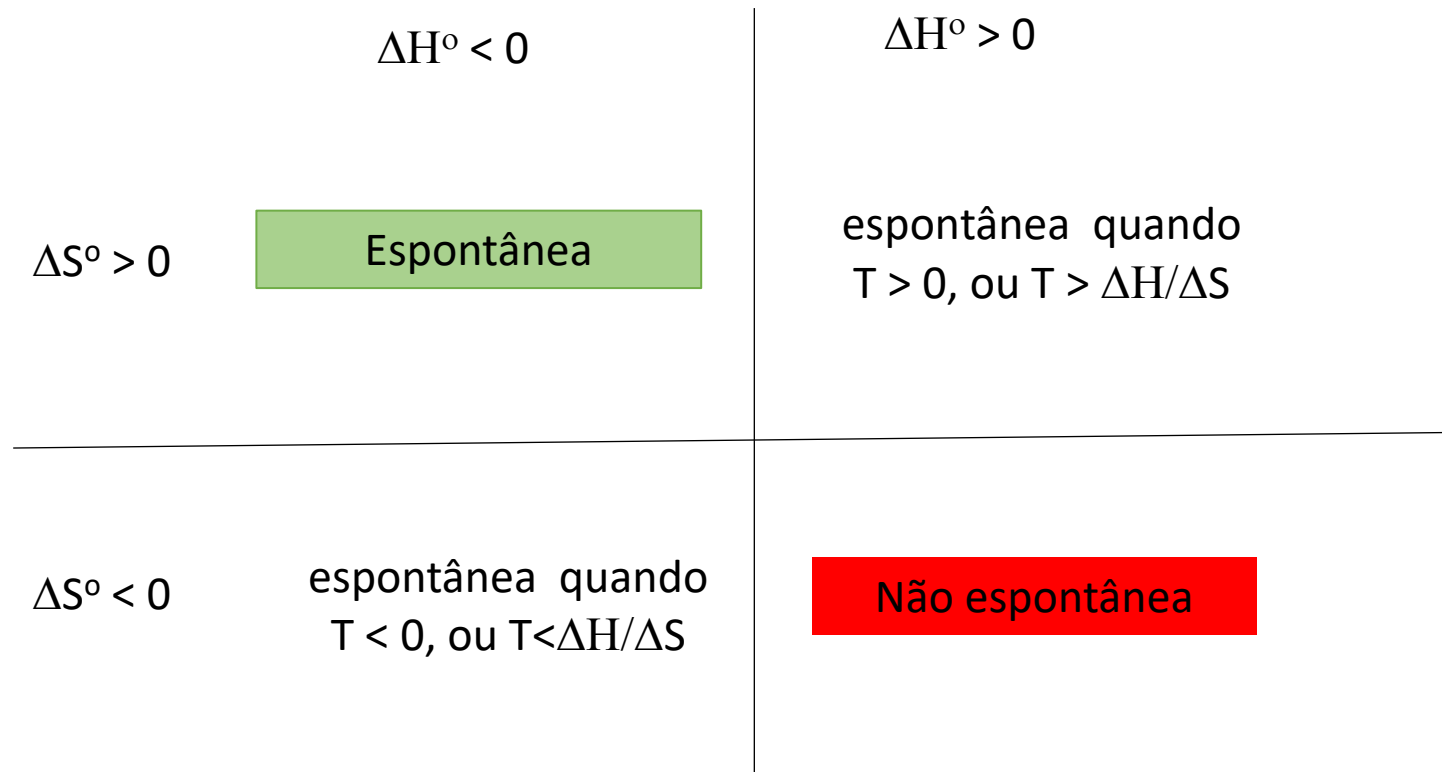 ΔHº < 0
ΔHº > 0
ΔSº > 0
Espontânea
espontânea quando
T > 0, ou T > ΔH/ΔS
ΔSº < 0
espontânea quando
T < 0, ou T<ΔH/ΔS
Não espontânea